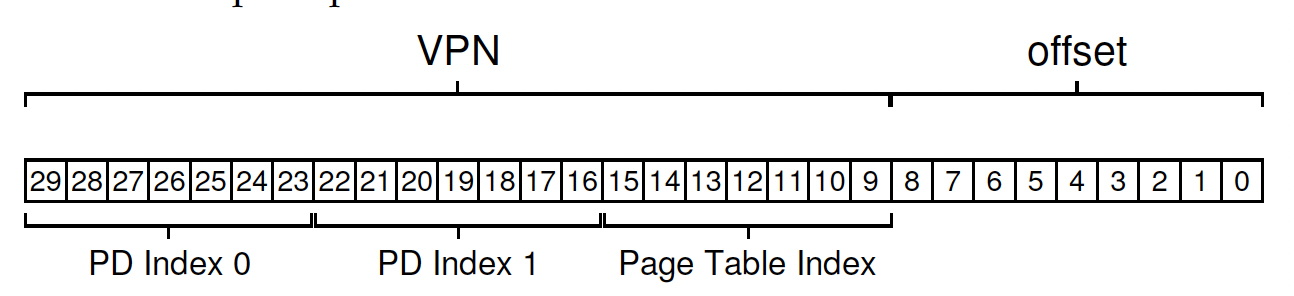 VPN offset
29 28 27 26 25 24 23 22 21 20 19 18 17 16 15 14 13 12 11 10 9 8 7 6 5 4 3 2 1 0
PD Index 0 PD Index 1 Page Table Index